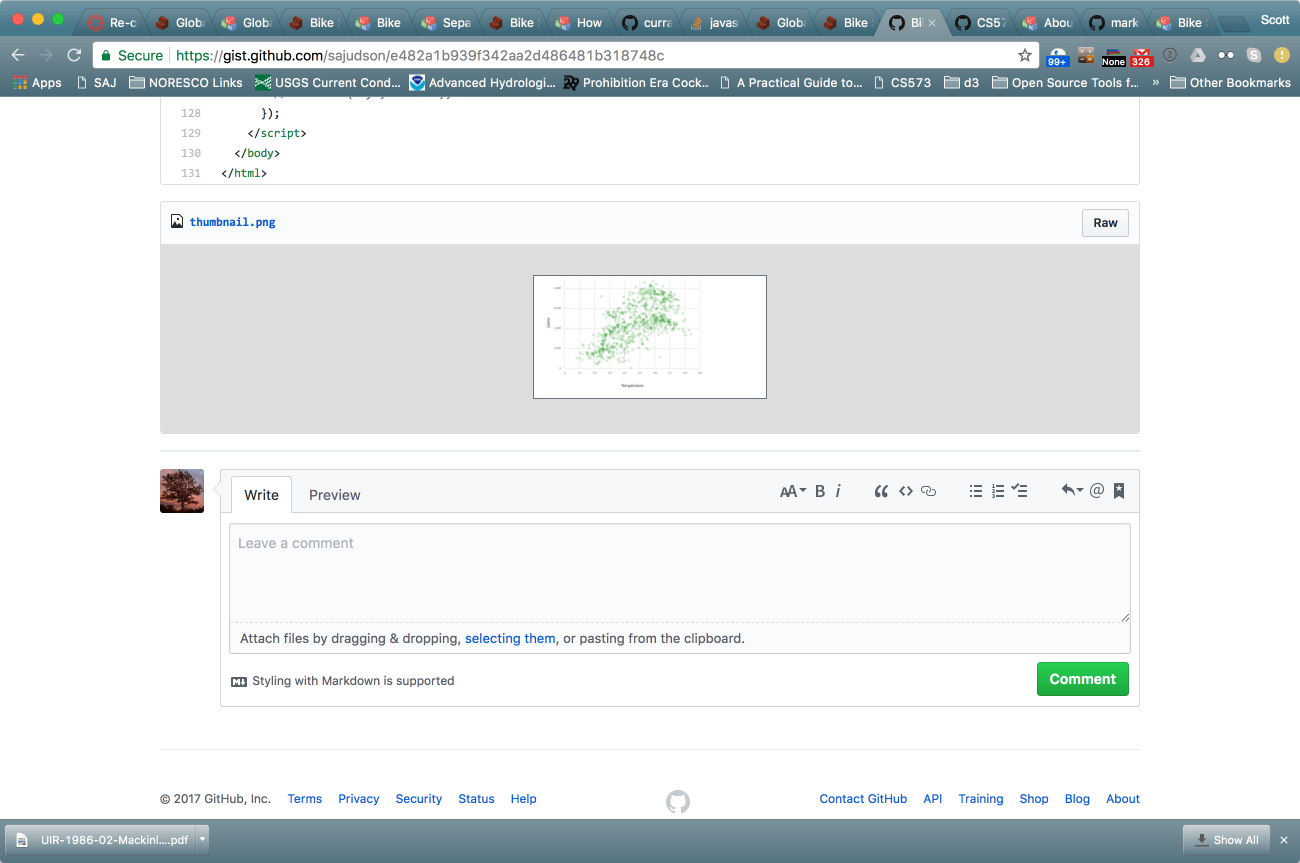 Re-c Globa Globa Bike S Bike Sepa Bike How curra javas Globa Bike Bi CS57 Abou mark Bike S Scott
Secure https://gist.github.com/sajudson/e482a1b939f342aa2d486481b318748c 99+ None 326
Apps SAJ NORESCO Links USGS Current Cond... Advanced Hydrologi... Prohibition Era Cock... A Practical Guide to... CS573 d3 Open Source Tools f... » Other Bookmarks
128 });
129 </script>
130 </body>
131 </html>
thumbnail.png Raw
Temperature
Write Preview AA B i
Leave a comment
Attach files by dragging & dropping, selecting them, or pasting from the clipboard.
Styling with Markdown is supported Comment
© 2017 GitHub, Inc. Terms Privacy Security Status Help Contact GitHub API Training Shop Blog About
UIR-1986-02-Mackinl....pdf Show All